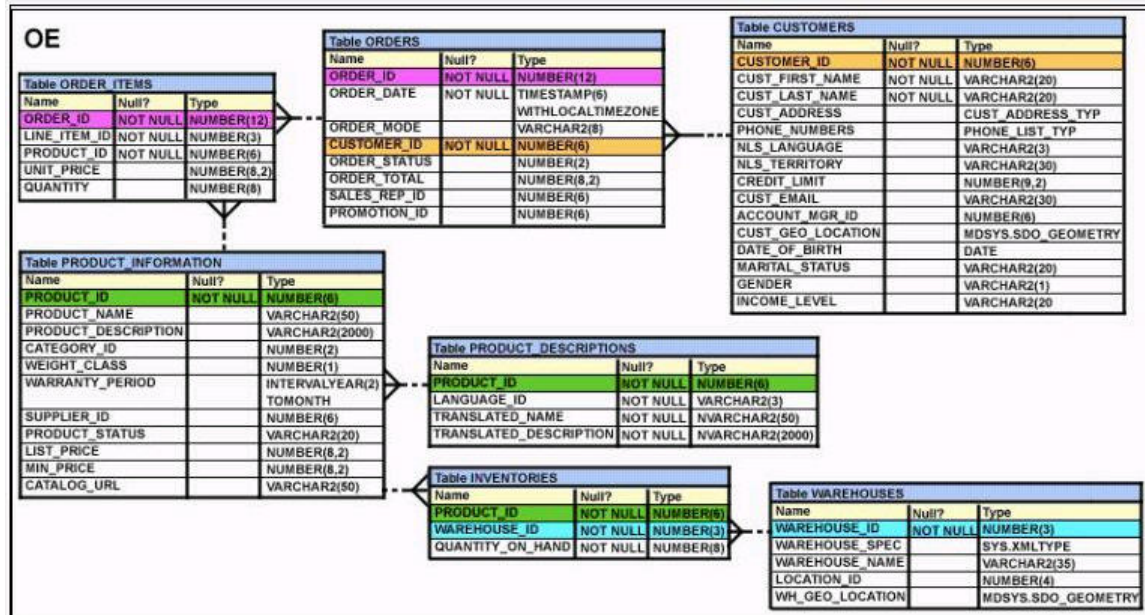 OE
Table ORDER_ITEMS
Name Null? Type
ORDER_ID NOT NULL NUMBER(12)
LINE_ITEM_ID NOT NULL NUMBER(3)
PRODUCT_ID NOT NULL NUMBER(6)
UNIT_PRICE NUMBER(8,2)
QUANTITY NUMBER(8)
Table ORDERS
Name Null? Type
ORDER_ID NOT NULL NUMBER(12)
ORDER_DATE NOT NULL TIMESTAMP(6)
WITHLOCALTIMEZONE
ORDER_MODE VARCHAR2(8)
CUSTOMER_ID NOT NULL NUMBER(6)
ORDER_STATUS NUMBER(2)
ORDER_TOTAL NUMBER(8,2)
SALES_REP_ID NUMBER(6)
PROMOTION_ID NUMBER(6)
Table CUSTOMERS
Name Null? Type
CUSTOMER_ID NOT NULL NUMBER(6)
CUST_FIRST_NAME NOT NULL VARCHAR2(20)
CUST_LAST_NAME NOT NULL VARCHAR2(20)
CUST_ADDRESS CUST_ADDRESS_TYP
PHONE_NUMBERS PHONE_LIST_TYP
NLS_LANGUAGE VARCHAR2(3)
NLS_TERRITORY VARCHAR2(30)
CREDIT_LIMIT NUMBER(9,2)
CUST_EMAIL VARCHAR2(30)
ACCOUNT_MGR_ID NUMBER(6)
CUST_GEO_LOCATION MDSYS.SDO_GEOMETRY
DATE_OF_BIRTH DATE
MARITAL_STATUS VARCHAR2(20)
GENDER VARCHAR2(1)
INCOME_LEVEL VARCHAR2(20
Table PRODUCT_INFORMATION
Name Null? Type
PRODUCT_ID NOT NULL NUMBER(6)
PRODUCT_NAME VARCHAR2(50)
PRODUCT_DESCRIPTION VARCHAR2(2000)
CATEGORY_ID NUMBER(2)
WEIGHT_CLASS NUMBER(1)
WARRANTY_PERIOD INTERVALYEAR(2)
TOMONTH
SUPPLIER_ID NUMBER(6)
PRODUCT_STATUS VARCHAR2(20)
LIST_PRICE NUMBER(8,2)
MIN_PRICE NUMBER(8,2)
CATALOG_URL VARCHAR2(50)
Table PRODUCT_DESCRIPTIONS
Name Null? Type
PRODUCT_ID NOT NULL NUMBER(6)
LANGUAGE_ID NOT NULL VARCHAR2(3)
TRANSLATED_NAME NOT NULL NVARCHAR2(50)
TRANSLATED_DESCRIPTION NOT NULL NVARCHAR2(2000)
Table INVENTORIES
Name Null? Type
PRODUCT_ID NOT NULL NUMBER(6)
WAREHOUSE_ID NOT NULL NUMBER(3)
QUANTITY_ON_HAND NOT NULL NUMBER(8)
Table WAREHOUSES
Name Null? Type
WAREHOUSE_ID NOT NULL NUMBER(3)
WAREHOUSE_SPEC SYS.XMLTYPE
WAREHOUSE_NAME VARCHAR2(35)
LOCATION_ID NUMBER(4)
WH_GEO_LOCATION MDSYS.SDO_GEOMETRY